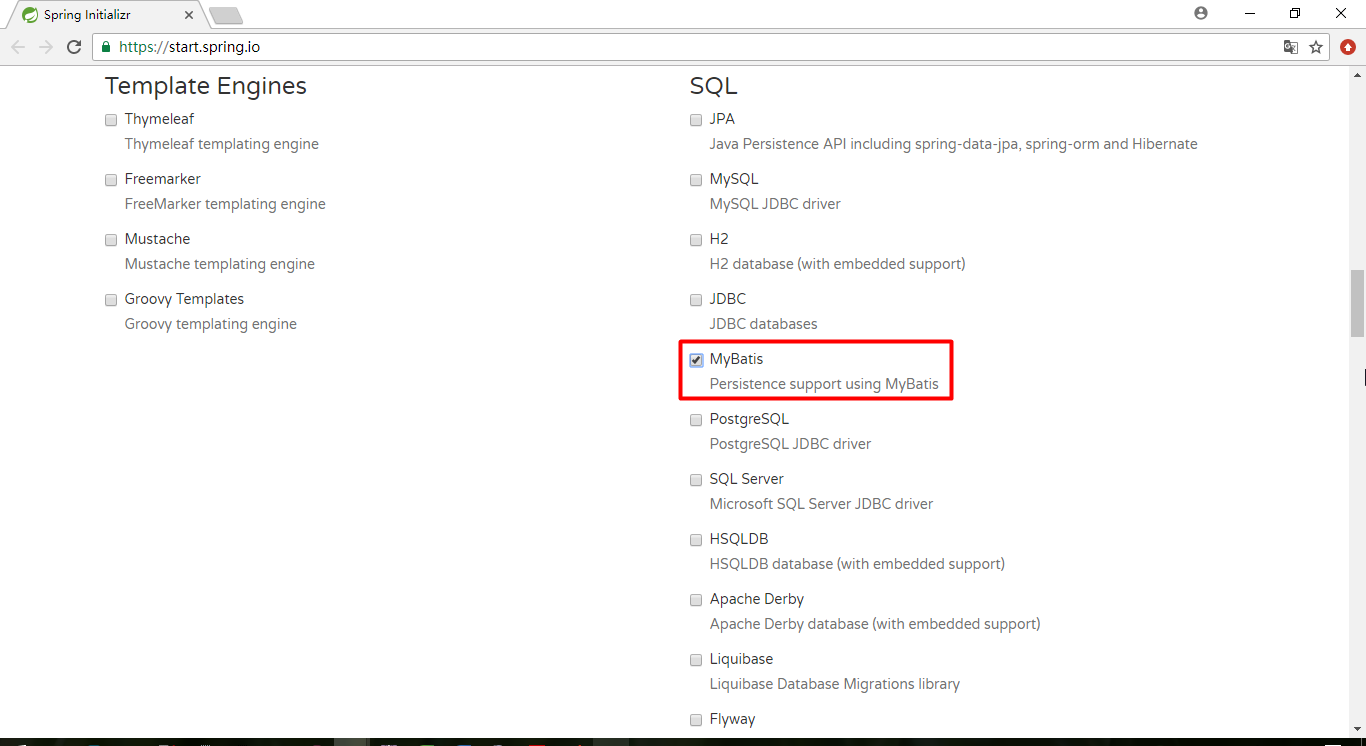 Spring Initializr
https://start.spring.io
Template Engines
Thymeleaf
Thymeleaf templating engine
Freemarker
FreeMarker templating engine
Mustache
Mustache templating engine
Groovy Templates
Groovy templating engine
SQL
JPA
Java Persistence API including spring-data-jpa, spring-orm and Hibernate
MySQL
MySQL JDBC driver
H2
H2 database (with embedded support)
JDBC
JDBC databases
MyBatis
Persistence support using MyBatis
PostgreSQL
PostgreSQL JDBC driver
SQL Server
Microsoft SQL Server JDBC driver
HSQLDB
HSQLDB database (with embedded support)
Apache Derby
Apache Derby database (with embedded support)
Liquibase
Liquibase Database Migrations library
Flyway